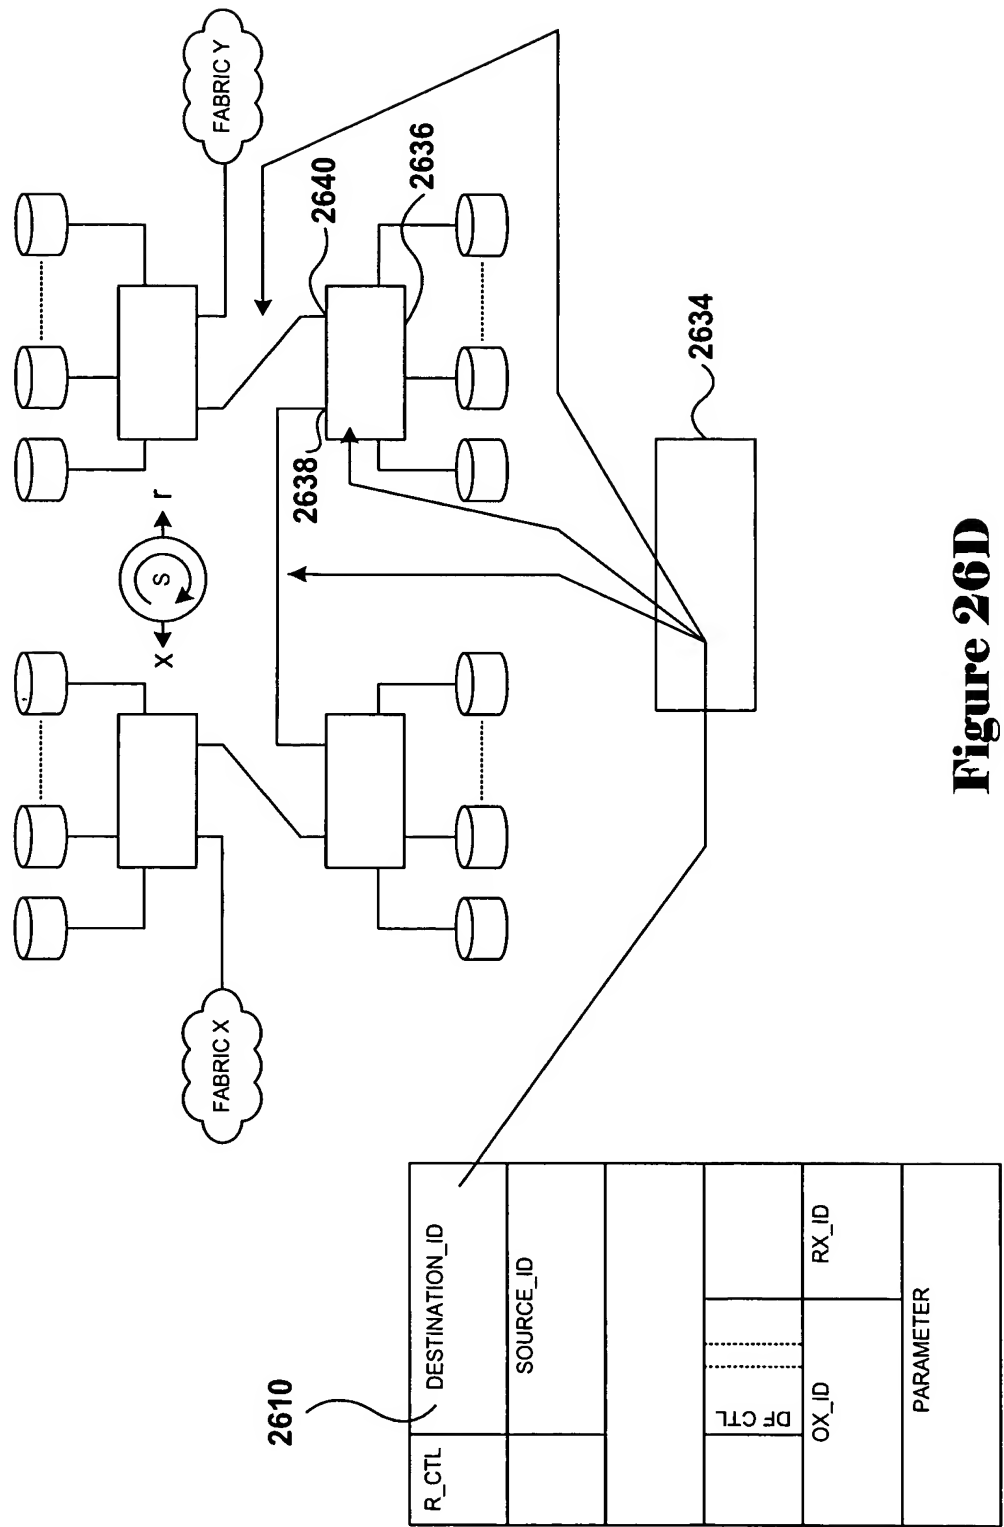 2610
R_CTL
DESTINATION_ID
SOURCE_ID
DF CTL
OX_ID
RX_ID
PARAMETER
FABRIC X
FABRIC Y
X
S
r
2638
2640
2636
2634
Figure 26D